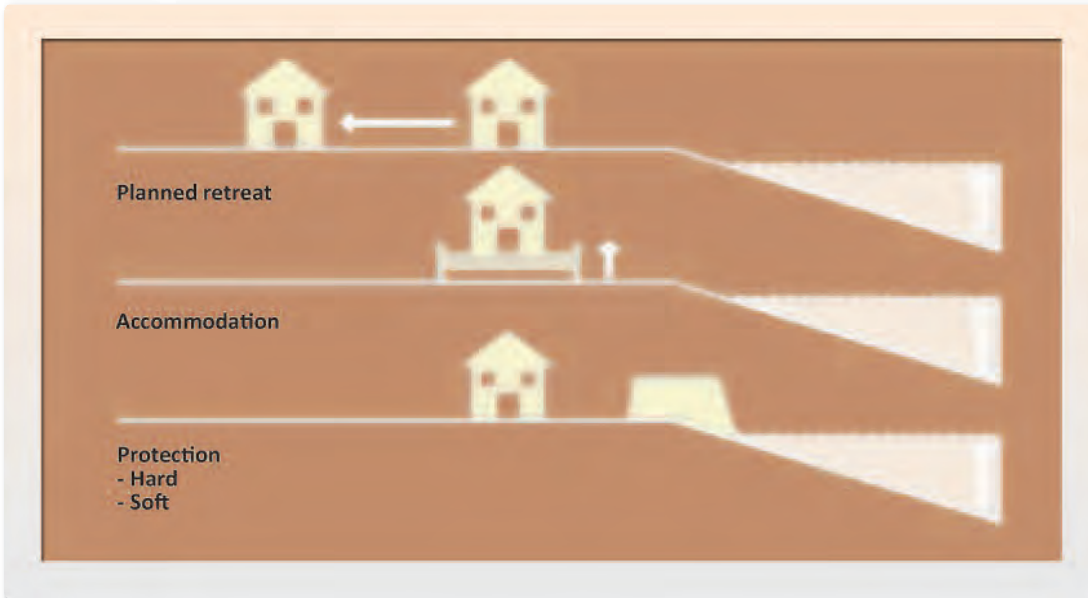 Planned retreat
Accommodation
Protection
- Hard
- Soft